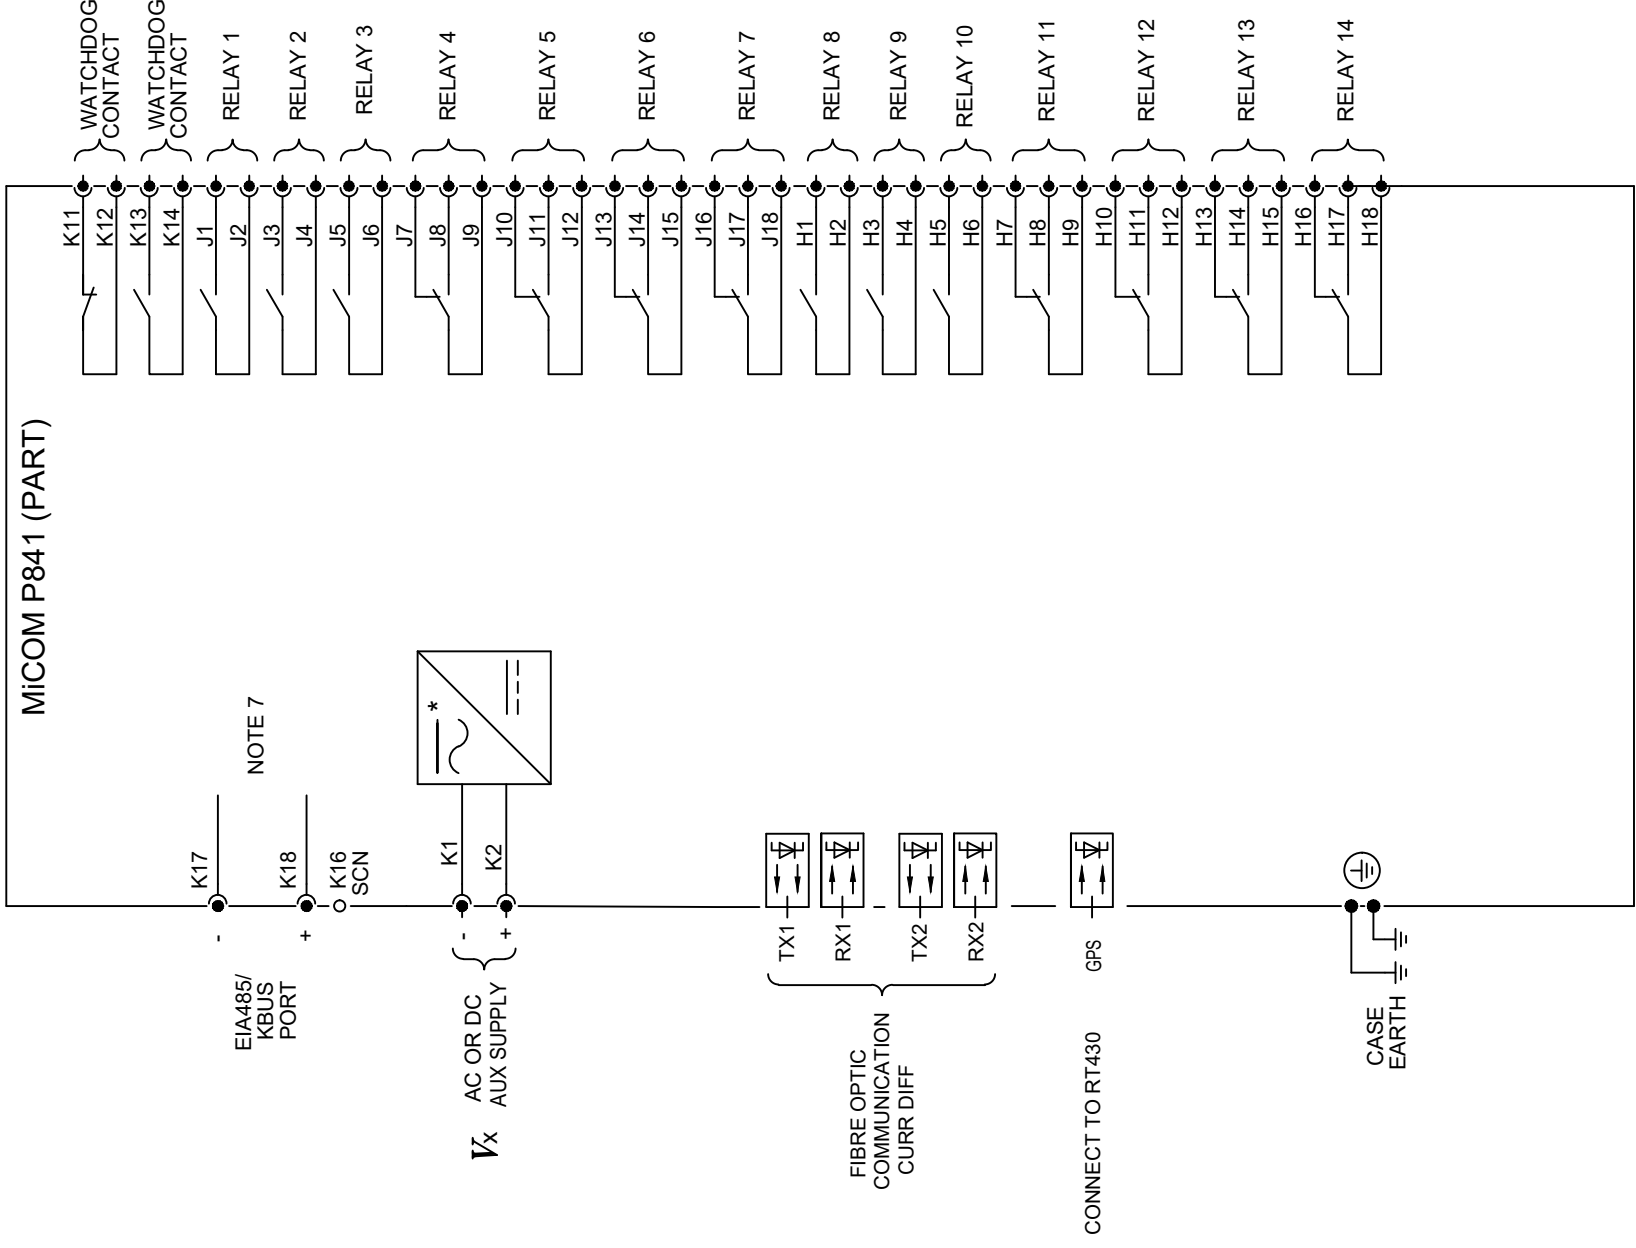 MiCOM P841 (PART)
WATCHDOG
CONTACT
WATCHDOG
CONTACT
RELAY 1
RELAY 2
RELAY 3
RELAY 4
RELAY 5
RELAY 6
RELAY 7
RELAY 8
RELAY 9
RELAY 10
RELAY 11
RELAY 12
RELAY 13
RELAY 14
K11
K12
K13
K14
J1
J2
J3
J4
J5
J6
J7
J8
J9
J10
J11
J12
J13
J14
J15
J16
J17
J18
H1
H2
H3
H4
H5
H6
H7
H8
H9
H10
H11
H12
H13
H14
H15
H16
H17
H18
NOTE 7
*
K17
K18
K16
SCN
K1
K2
-
+
-
+
EIA485/
KBUS
PORT
Vx
AC OR DC
AUX SUPPLY
TX1
RX1
TX2
RX2
GPS
FIBRE OPTIC
COMMUNICATION
CURR DIFF
CONNECT TO RT430
CASE
EARTH